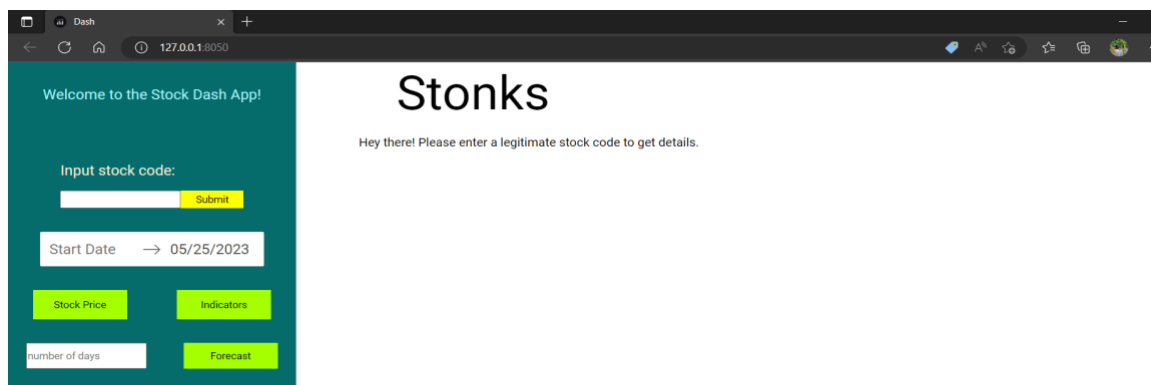 Dash
127.0.0.1:8050
Welcome to the Stock Dash App!
Input stock code:
Submit
Start Date → 05/25/2023
Stock Price Indicators
number of days Forecast
Stonks
Hey there! Please enter a legitimate stock code to get details.